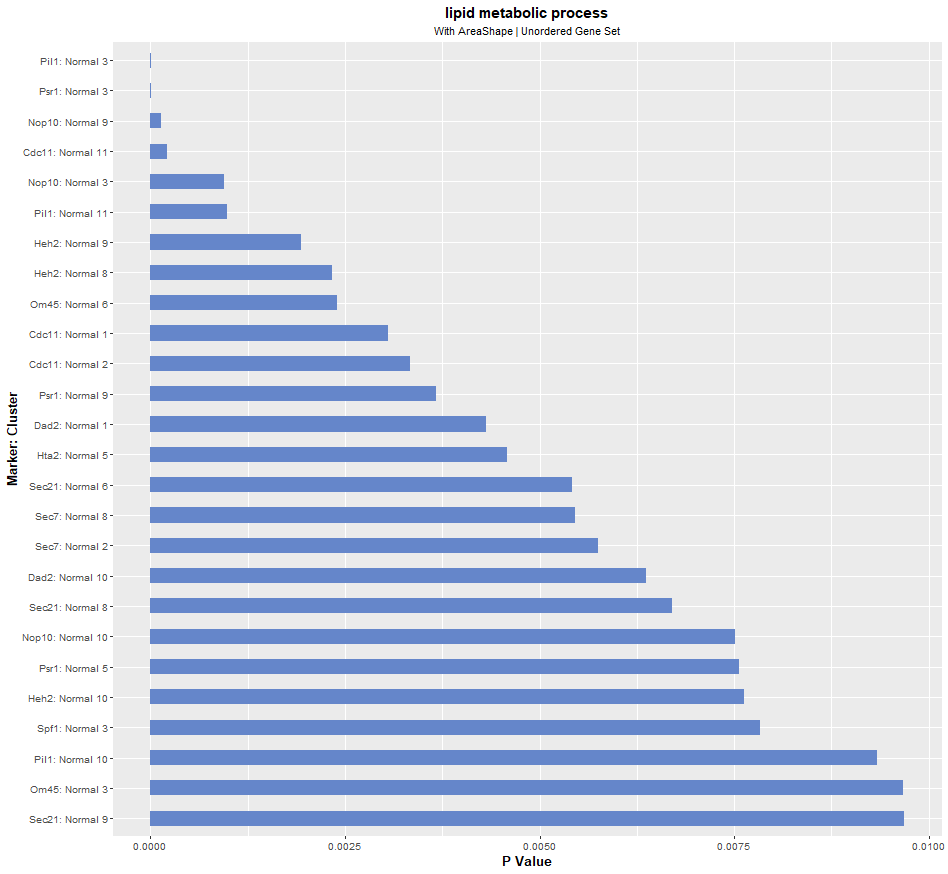 lipid metabolic process
With AreaShape | Unordered Gene Set
Pil1: Normal 3
Psr1: Normal 3
Nop10: Normal 9
Cdc11: Normal 11
Nop10: Normal 3
Pil1: Normal 11
Heh2: Normal 9
Heh2: Normal 8
Om45: Normal 6
Cdc11: Normal 1
Cdc11: Normal 2
Psr1: Normal 9
Dad2: Normal 1
Hta2: Normal 5
Sec21: Normal 6
Sec7: Normal 8
Sec7: Normal 2
Dad2: Normal 10
Sec21: Normal 8
Nop10: Normal 10
Psr1: Normal 5
Heh2: Normal 10
Spf1: Normal 3
Pil1: Normal 10
Om45: Normal 3
Sec21: Normal 9
Marker: Cluster
0.0000 0.0025 0.0050 0.0075 0.0100
P Value